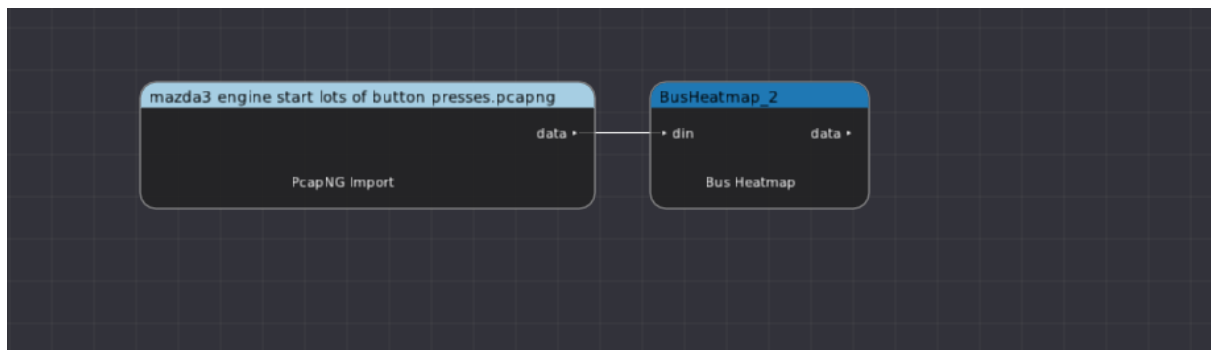 mazda3 engine start lots of button presses.pcapng
data
PcapNG Import
BusHeatmap_2
din data
Bus Heatmap